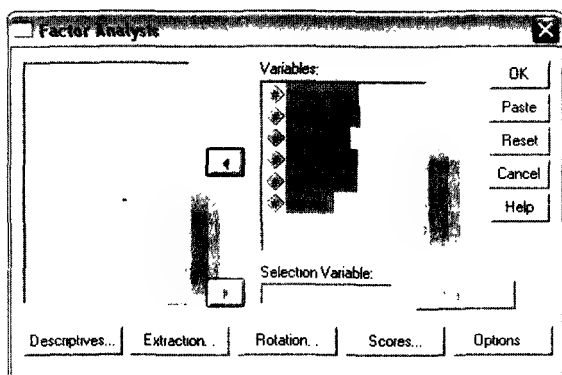 Factor Analysis
Variables:
OK
Paste
Reset
Cancel
Help
Selection Variable:
Descriptives...
Extraction. .
Rotation. .
Scores...
Options